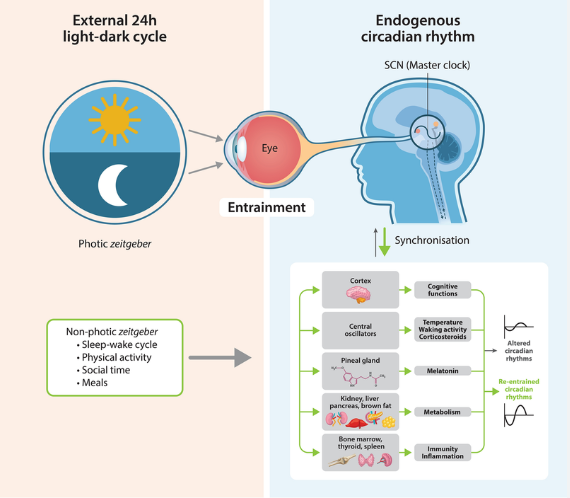 External 24h
light-dark cycle
Endogenous
circadian rhythm
SCN (Master clock)
Eye
Entrainment
Photic zeitgeber
Synchronisation
Non-photic zeitgeber
• Sleep-wake cycle
• Physical activity
• Social time
• Meals
Cortex
Cognitive
functions
Central
oscillators
Temperature
Waking activity
Corticosteroids
Pineal gland
Melatonin
Kidney, liver
pancreas, brown fat
Metabolism
Bone marrow,
thyroid, spleen
Immunity
Inflammation
Altered
circadian
rhythms
Re-entrained
circadian
rhythms